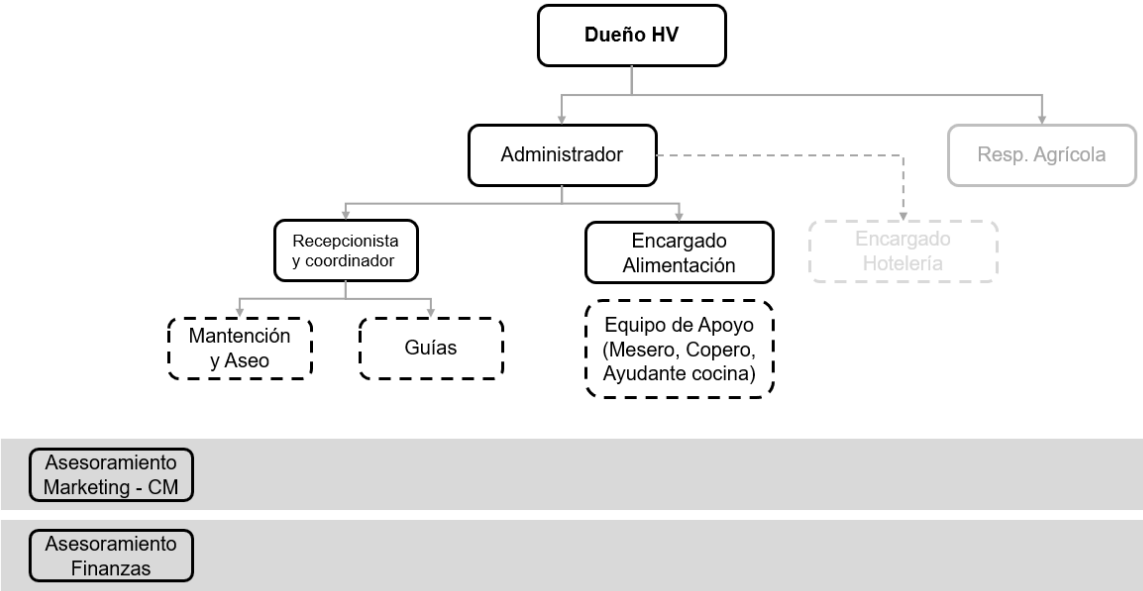 Dueño HV
Administrador
Resp. Agrícola
Recepcionista
y coordinador
Encargado
Alimentación
Encargado
Hotelería
Mantención
y Aseo
Guías
Equipo de Apoyo
(Mesero, Copero,
Ayudante cocina)
Asesoramiento
Marketing - CM
Asesoramiento
Finanzas